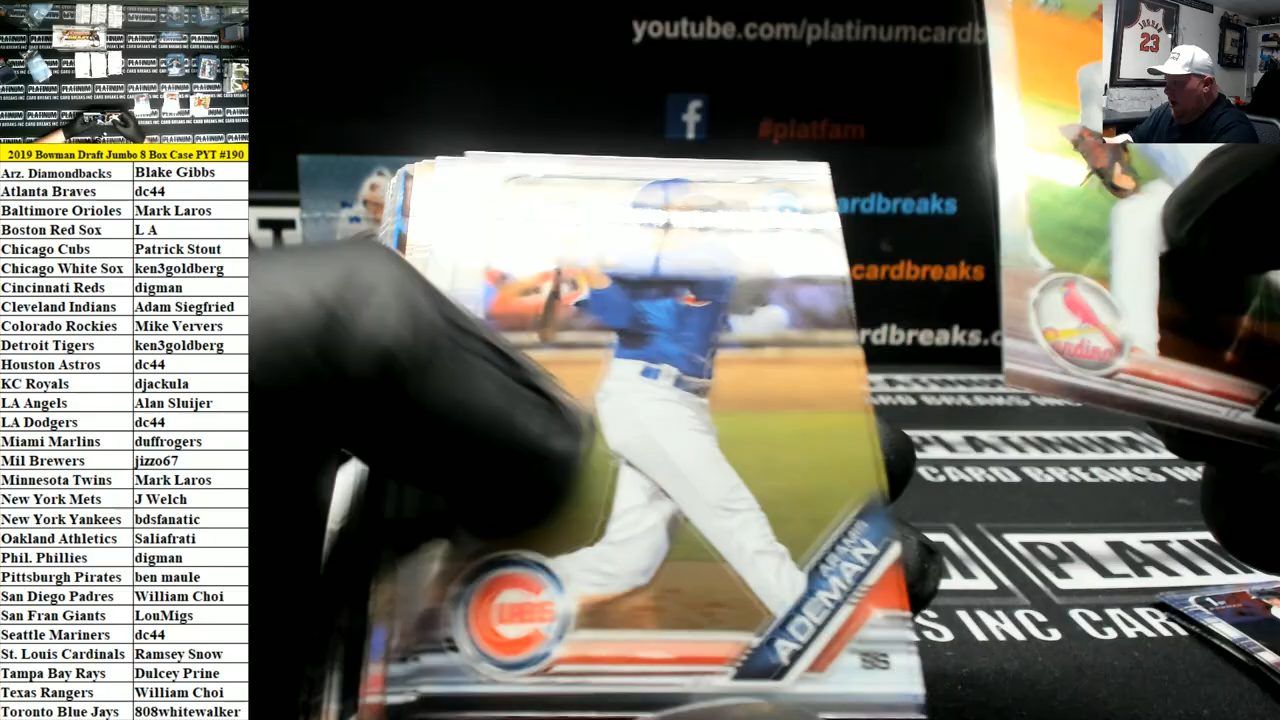 2019 Bowman Draft Jumbo 8 Box Case PYT #190
Arz. Diamondbacks Blake Gibbs
Atlanta Braves dc44
Baltimore Orioles Mark Laros
Boston Red Sox L A
Chicago Cubs Patrick Stout
Chicago White Sox ken3goldberg
Cincinnati Reds digman
Cleveland Indians Adam Siegfried
Colorado Rockies Mike Ververs
Detroit Tigers ken3goldberg
Houston Astros dc44
KC Royals djackula
LA Angels Alan Sluijer
LA Dodgers dc44
Miami Marlins duffrogers
Mil Brewers jizzo67
Minnesota Twins Mark Laros
New York Mets J Welch
New York Yankees bdsfanatic
Oakland Athletics Saliafrati
Phil. Phillies digman
Pittsburgh Pirates ben maule
San Diego Padres William Choi
San Fran Giants LouMigs
Seattle Mariners dc44
St. Louis Cardinals Ramsey Snow
Tampa Bay Rays Dulcey Prine
Texas Rangers William Choi
Toronto Blue Jays 808whitewalker
youtube.com/platinumcardb
f
#platfam
ardbreaks
cardbreaks
rdbreaks.c
JORDAN
23
Cardinals
CUBS
ADEMAN
SS
PLATINUM
CARD BREAKS INC
PLATIN
S INC CAR